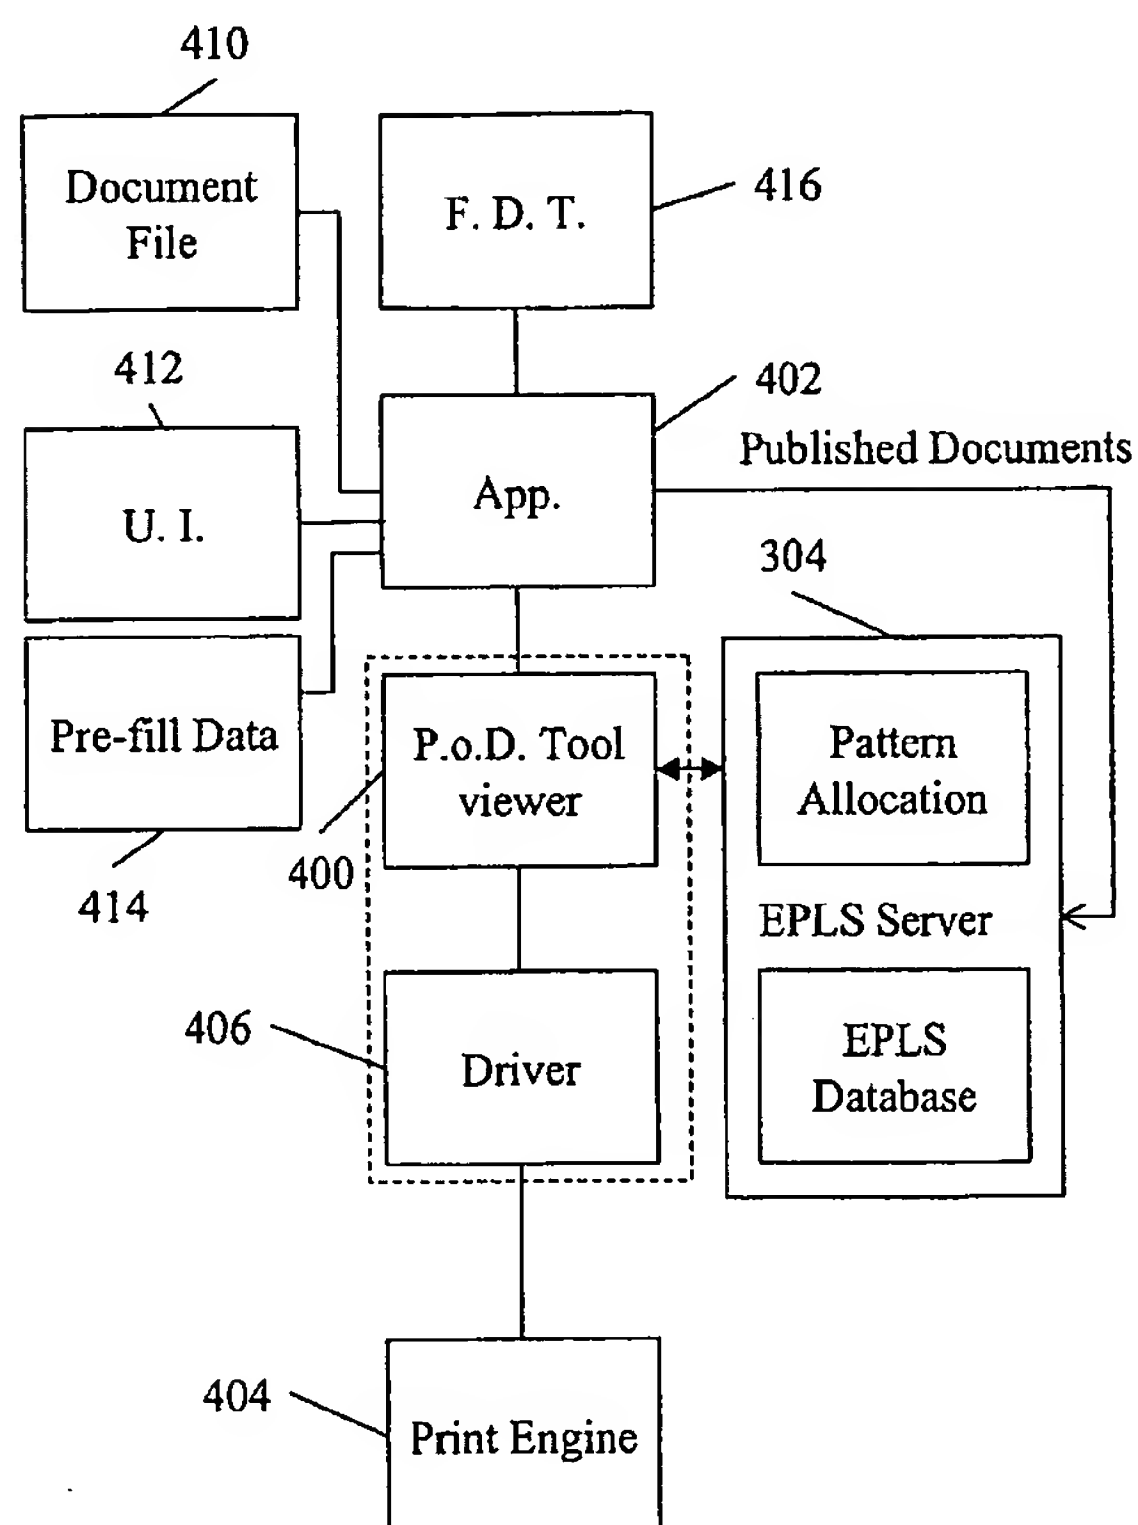 410
Document
File
F. D. T.
416
412
402
Published Documents
U. I.
App.
304
Pre-fill Data
P.o.D. Tool
viewer
Pattern
Allocation
400
414
EPLS Server
406
Driver
EPLS
Database
404
Print Engine